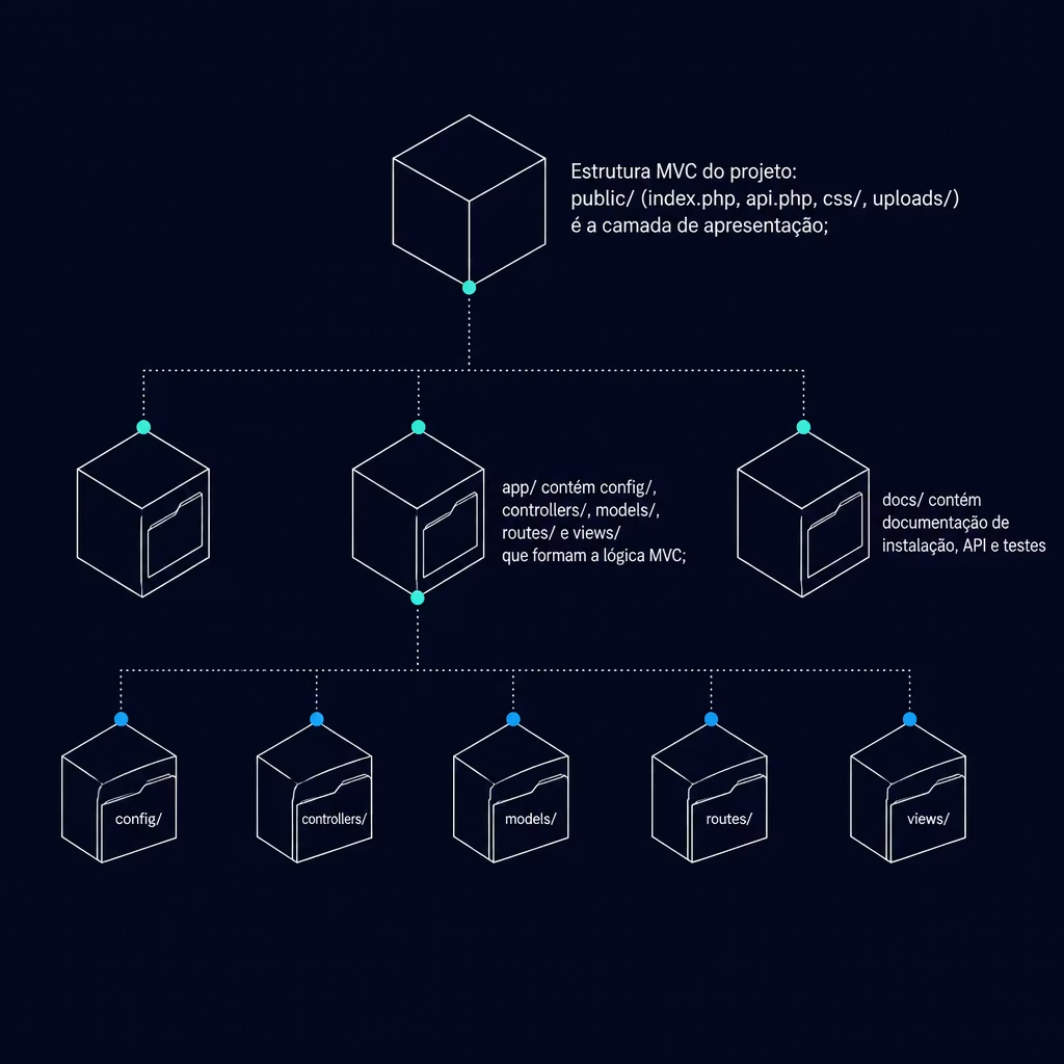 Estrutura MVC do projeto:
public/ (index.php, api.php, css/, uploads/)
é a camada de apresentação;
app/ contém config/,
controllers/, models/,
routes/ e views/
que formam a lógica MVC;
docs/ contém
documentação de
instalação, API e testes
config/
controllers/
models/
routes/
views/